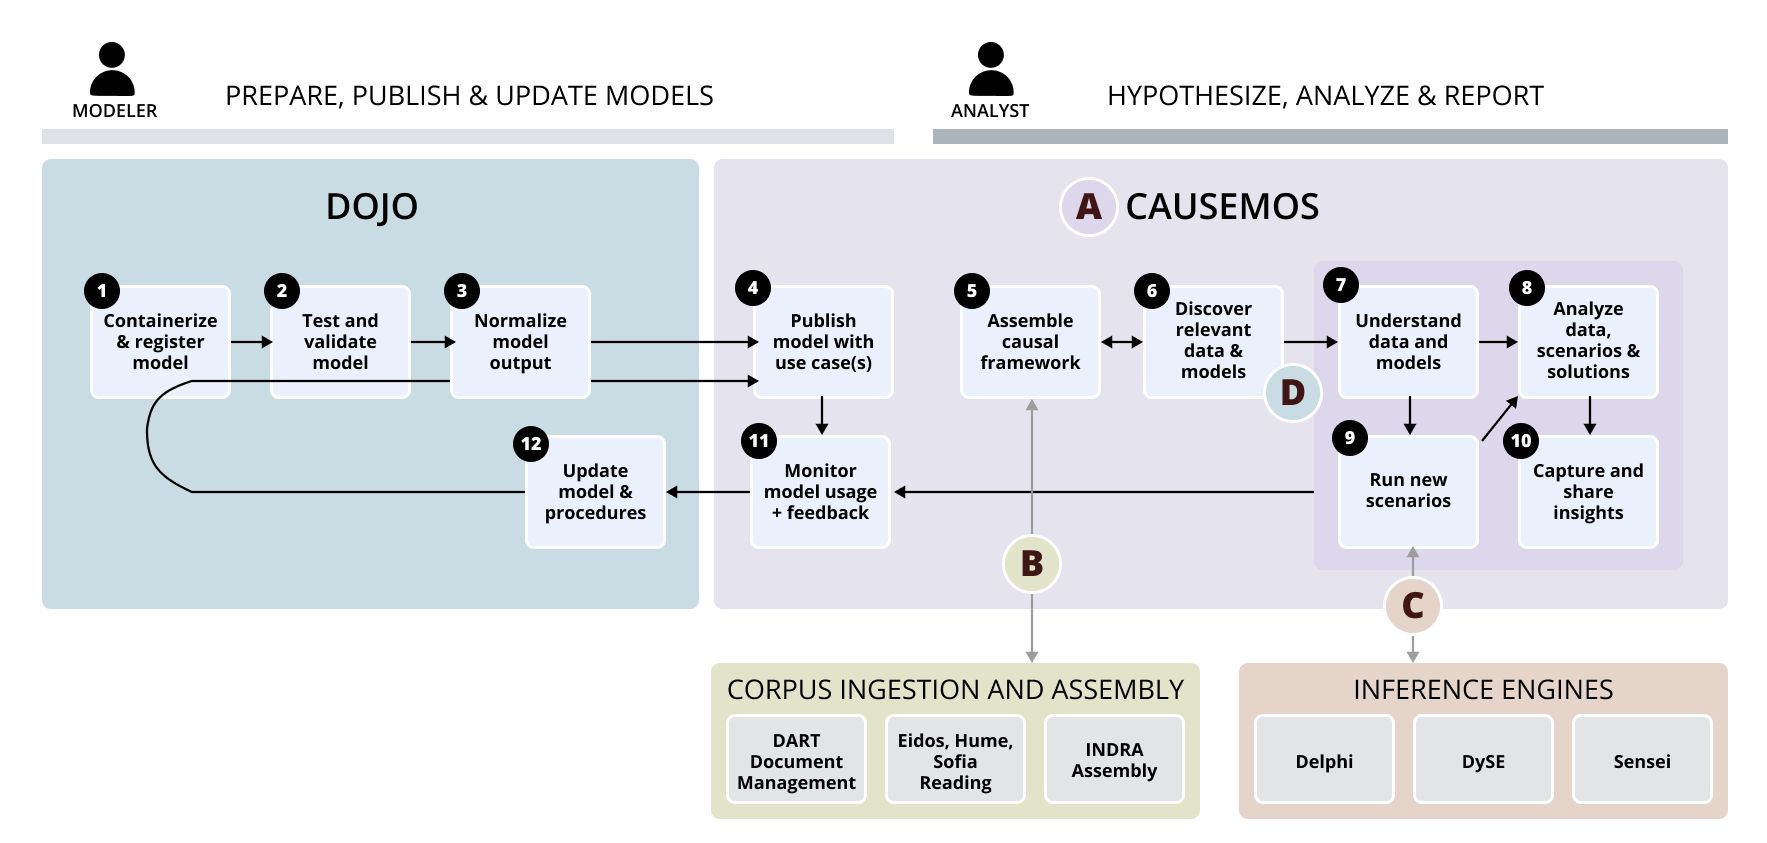 MODELER
PREPARE, PUBLISH & UPDATE MODELS
ANALYST
HYPOTHESIZE, ANALYZE & REPORT
DOJO
A
CAUSEMOS
1
Containerize
& register
model
2
Test and
validate
model
3
Normalize
model
output
4
Publish
model with
use case(s)
5
Assemble
causal
framework
6
Discover
relevant
data &
models
D
7
Understand
data and
models
8
Analyze
data,
scenarios &
solutions
12
Update
model &
procedures
11
Monitor
model usage
+ feedback
9
Run new
scenarios
10
Capture and
share
insights
B
C
CORPUS INGESTION AND ASSEMBLY
DART
Document
Management
Eidos, Hume,
Sofia
Reading
INDRA
Assembly
INFERENCE ENGINES
Delphi
DySE
Sensei